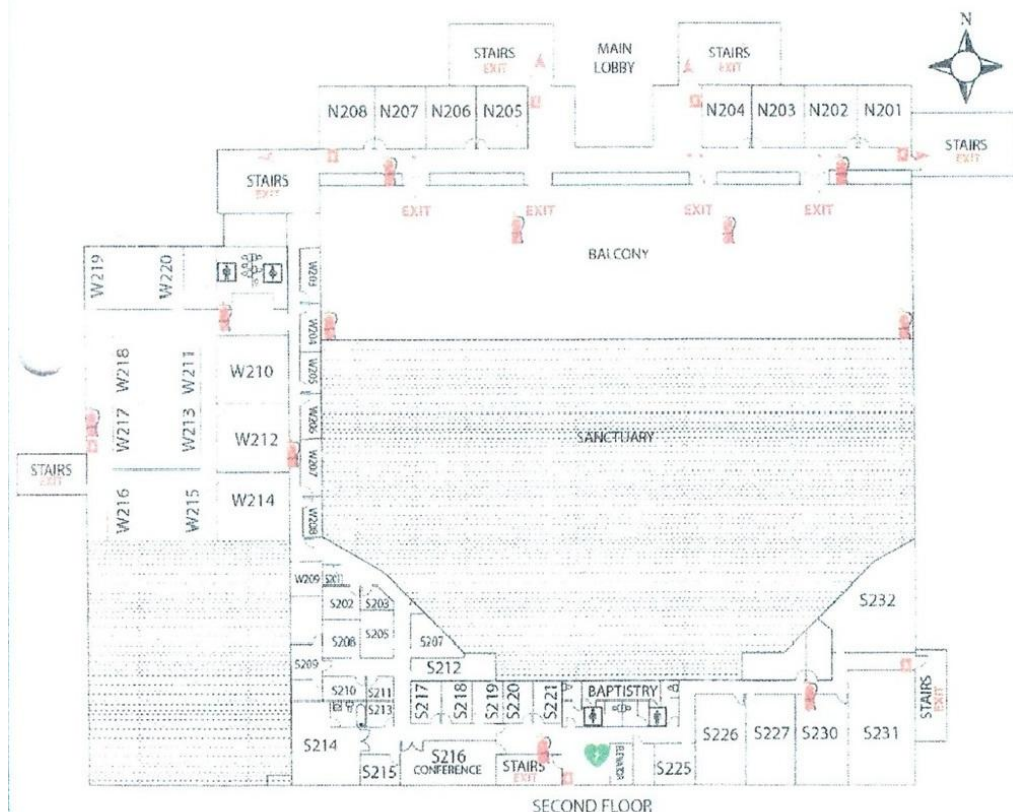 N
STAIRS
EXIT
MAIN
LOBBY
STAIRS
EXIT
N208 N207 N206 N205
N204 N203 N202 N201
STAIRS
EXIT
STAIRS
EXIT
EXIT EXIT EXIT EXIT
BALCONY
W219
W220
W203
W204
W218
W211
W210
W205
W217
W213
W212
W206
SANCTUARY
W207
STAIRS
EXIT
W216
W215
W214
W208
W209
S201
S202
S203
S232
S205
S207
S209
S212
S210
S211
S213
S217
S218
S219
S220
S221
BAPTISTRY
STAIRS
EXIT
S214
S215
S216
CONFERENCE
STAIRS
EXIT
S225
S226
S227
S230
S231
SECOND FLOOR